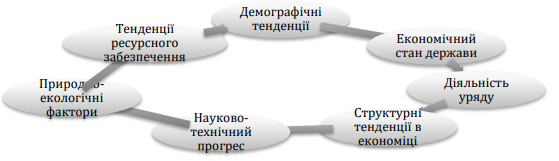 Демографічні
тенденції
Економічний
стан держави
Діяльність
уряду
Структурні
тенденції в
економіці
Науково-
технічний
прогрес
Природно-
екологічні
фактори
Тенденції
ресурсного
забезпечення